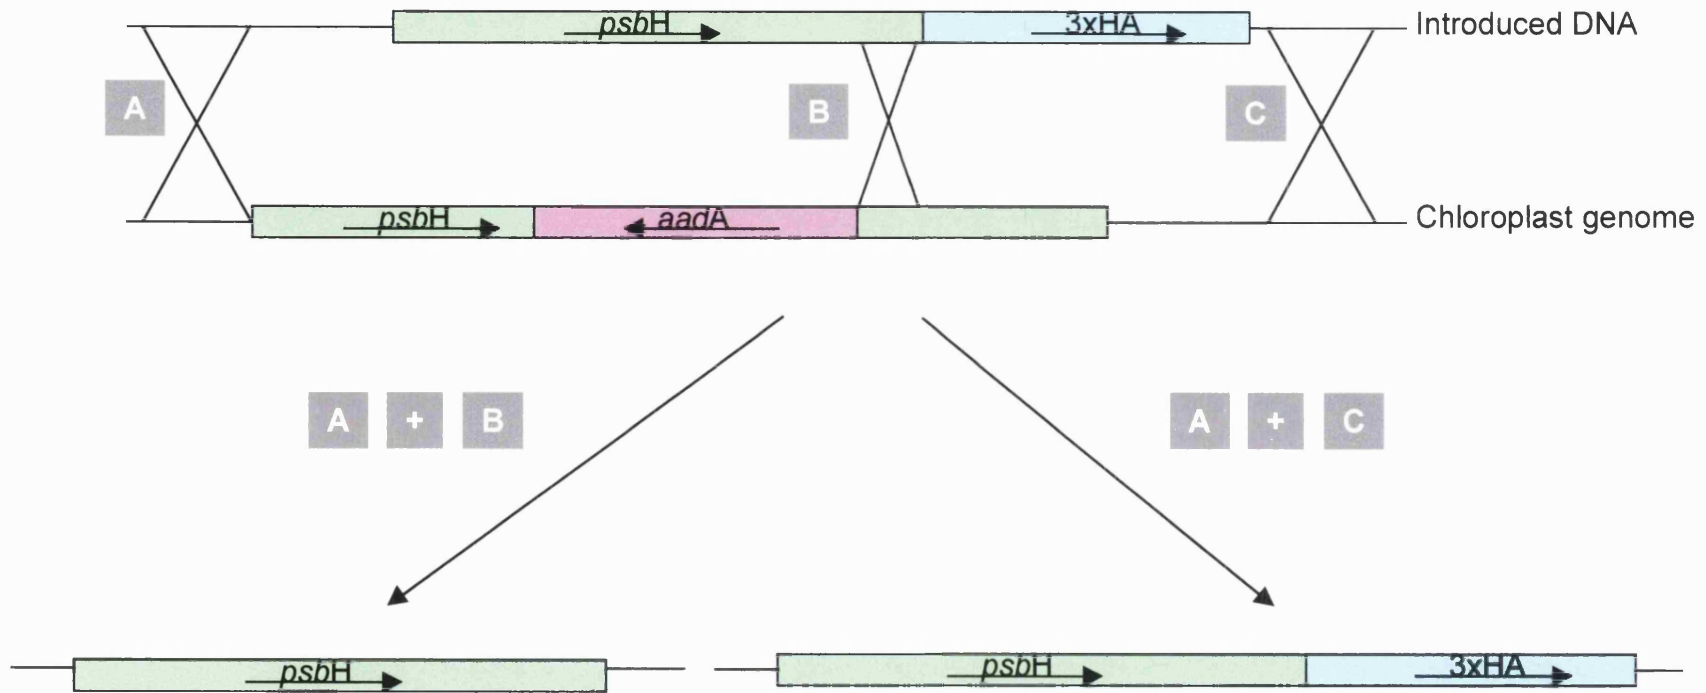 psbH 3xHA Introduced DNA
A B C
psbH aadA Chloroplast genome
A + B A + C
psbH psbH 3xHA